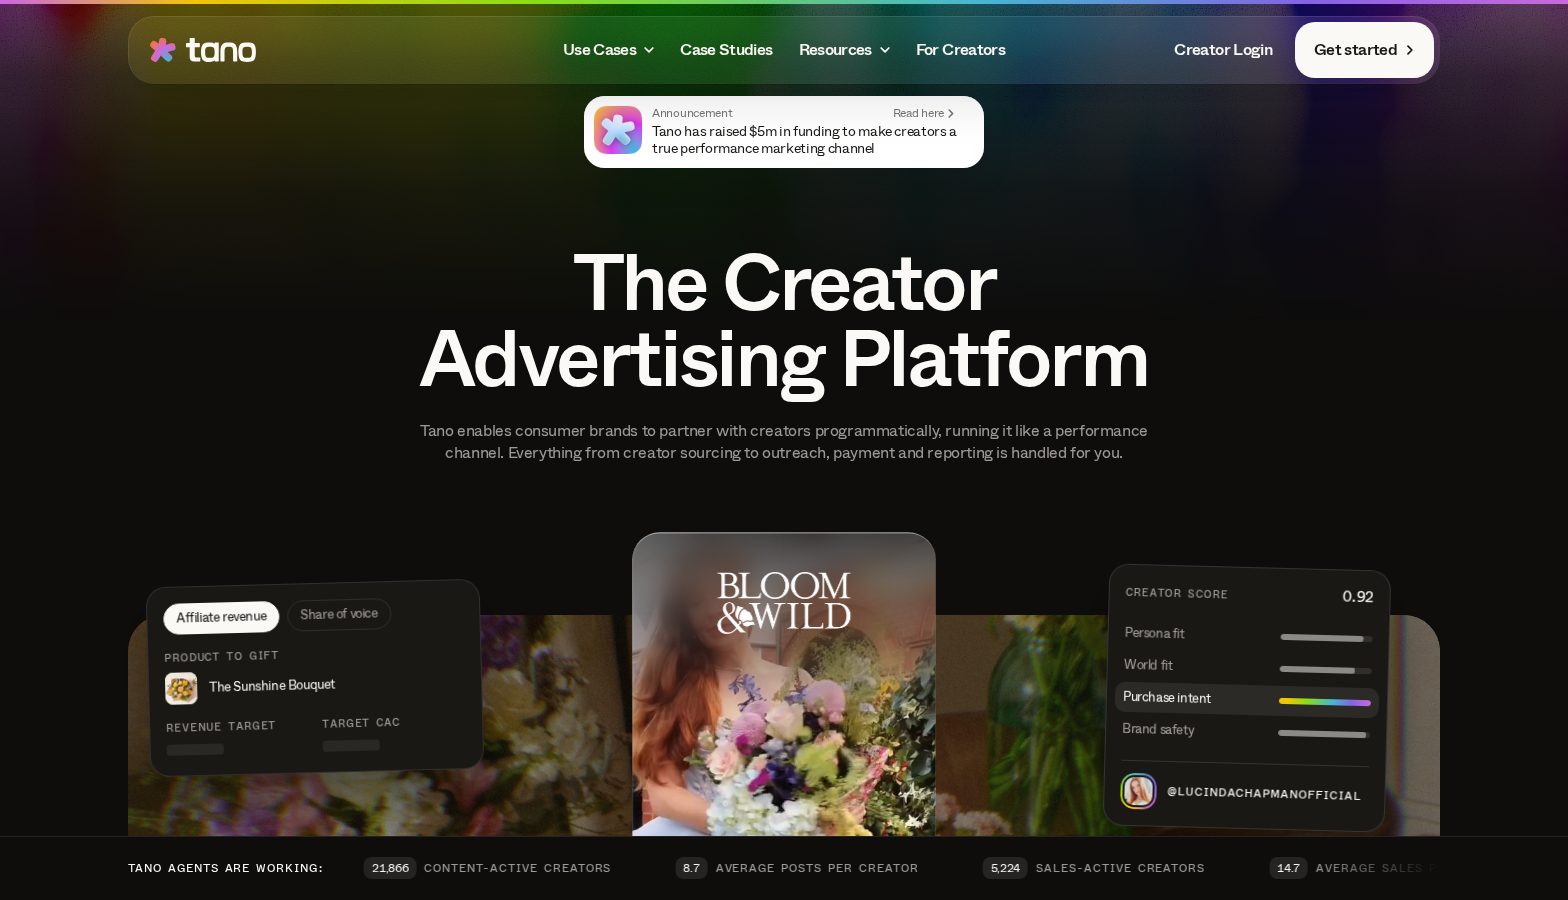 tano
Use Cases
Case Studies
Resources
For Creators
Creator Login
Get started
Announcement
Read here
Tano has raised $5m in funding to make creators a
true performance marketing channel
The Creator
Advertising Platform
Tano enables consumer brands to partner with creators programmatically, running it like a performance
channel. Everything from creator sourcing to outreach, payment and reporting is handled for you.
Affiliate revenue
Share of voice
PRODUCT TO GIFT
The Sunshine Bouquet
REVENUE TARGET
TARGET CAC
BLOOM
&WILD
CREATOR SCORE
0.92
Persona fit
World fit
Purchase intent
Brand safety
@LUCINDACHAPMANOFFICIAL
TANO AGENTS ARE WORKING:
21,866 CONTENT-ACTIVE CREATORS
8.7 AVERAGE POSTS PER CREATOR
5,224 SALES-ACTIVE CREATORS
14.7 AVERAGE SALES